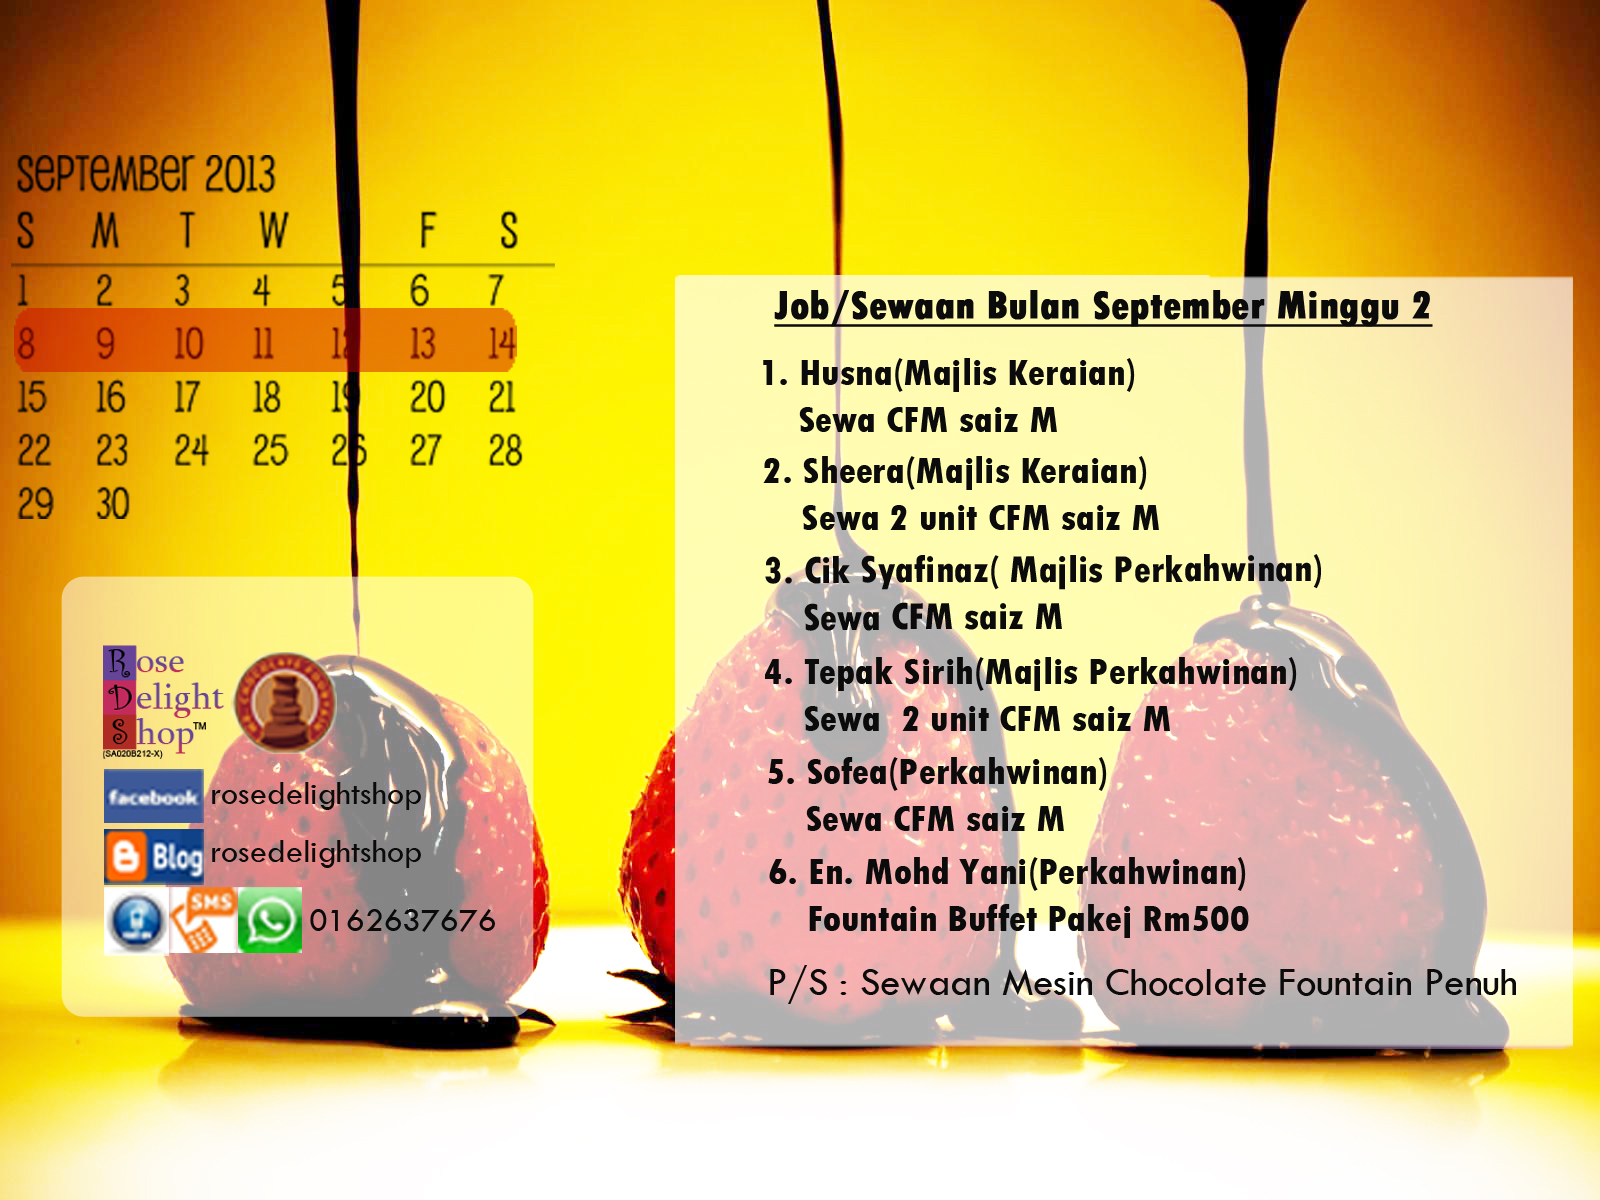 September 2013
S M T W F S
1 2 3 4 5 6 7
8 9 10 11 12 13 14
15 16 17 18 19 20 21
22 23 24 25 26 27 28
29 30
Rose
Delight
Shop™
(SA0208212-X)
facebook rosedelightshop
Blog rosedelightshop
SMS 0162637676
Job/Sewaan Bulan September Minggu 2
1. Husna(Majlis Keraian)
Sewa CFM saiz M
2. Sheera(Majlis Keraian)
Sewa 2 unit CFM saiz M
3. Cik Syafinaz( Majlis Perkahwinan)
Sewa CFM saiz M
4. Tepak Sirih(Majlis Perkahwinan)
Sewa 2 unit CFM saiz M
5. Sofea(Perkahwinan)
Sewa CFM saiz M
6. En. Mohd Yani(Perkahwinan)
Fountain Buffet Pakej Rm500
P/S : Sewaan Mesin Chocolate Fountain Penuh